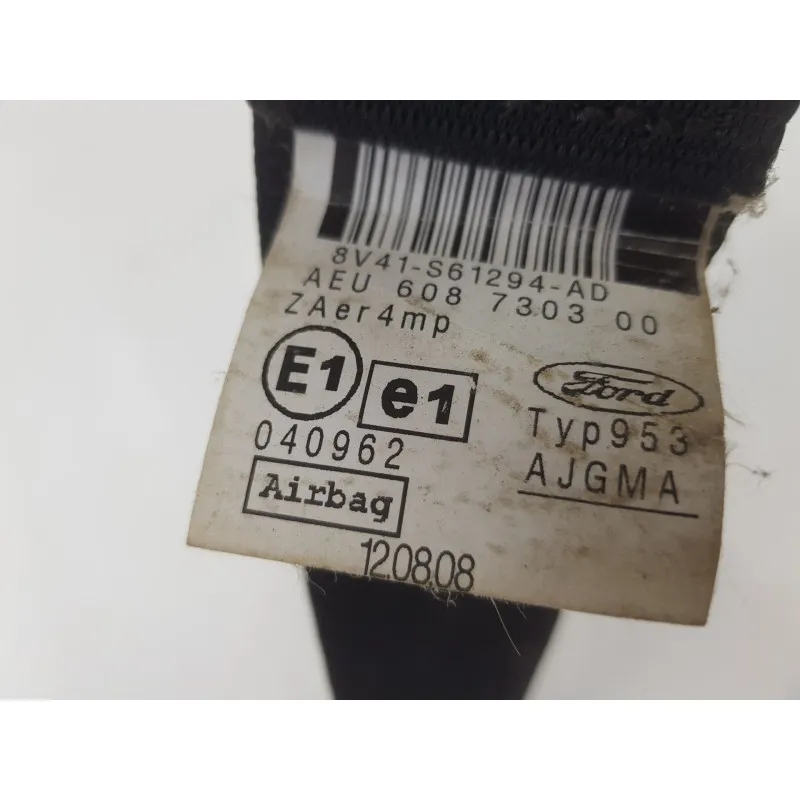 8V41-S61294-AD
AEU 608 7303 00
ZAer4mp
E1 e1 Ford
040962 Typ953
Airbag AJGMA
12.08.08